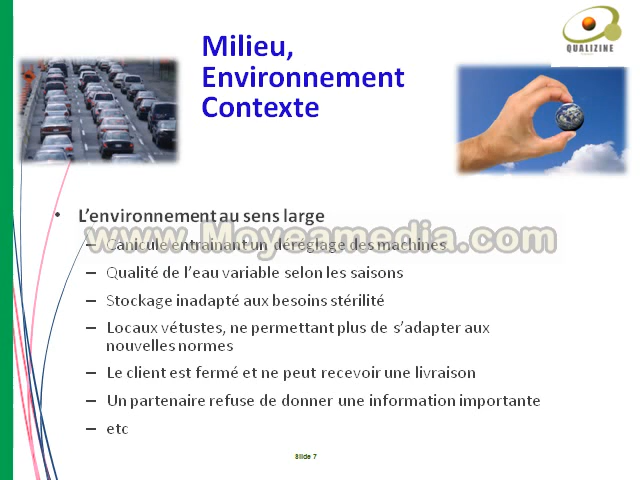 Milieu,
Environnement
Contexte
QUALIZINE
• L'environnement au sens large
www.Moyeamedia.com
– Canicule entrainant un déréglage des machines
– Qualité de l'eau variable selon les saisons
– Stockage inadapté aux besoins stérilité
– Locaux vétustes, ne permettant plus de s'adapter aux
nouvelles normes
– Le client est fermé et ne peut recevoir une livraison
– Un partenaire refuse de donner une information importante
– etc
Slide 7